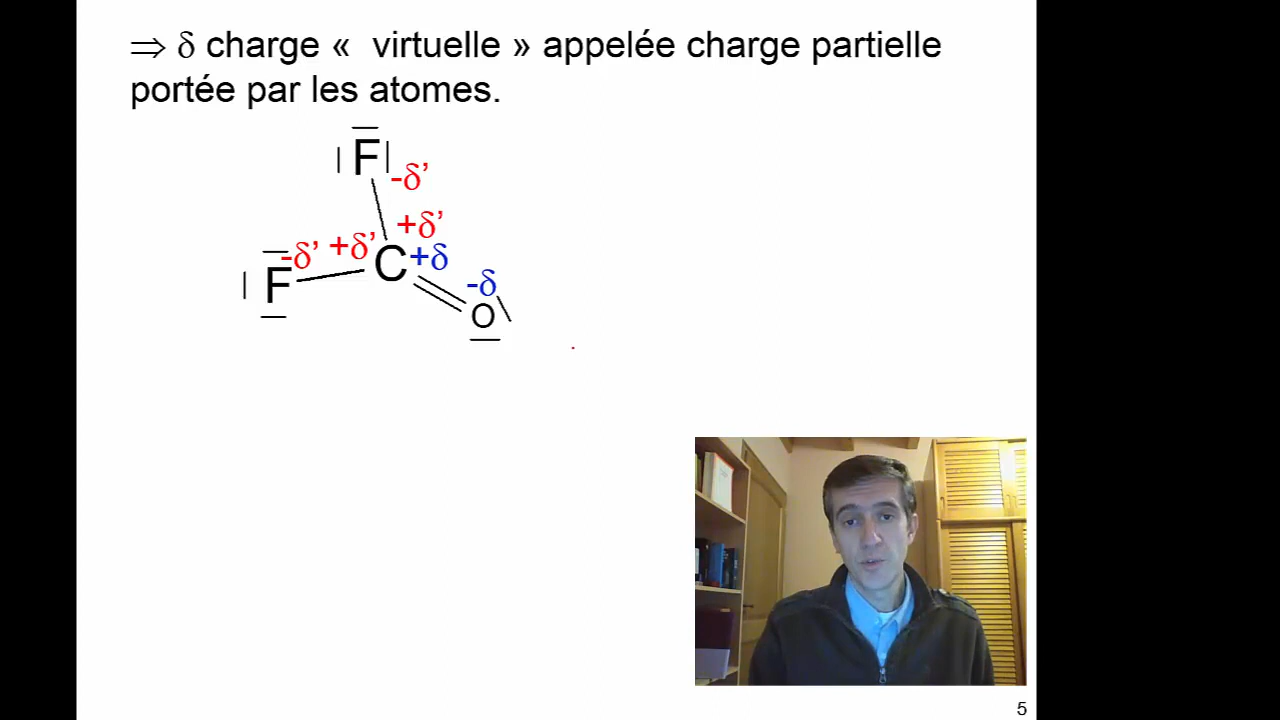 ⇒ δ charge «  virtuelle » appelée charge partielle
portée par les atomes.
F
-δ’
+δ’
-δ’ +δ’ C +δ
F
-δ
O
5